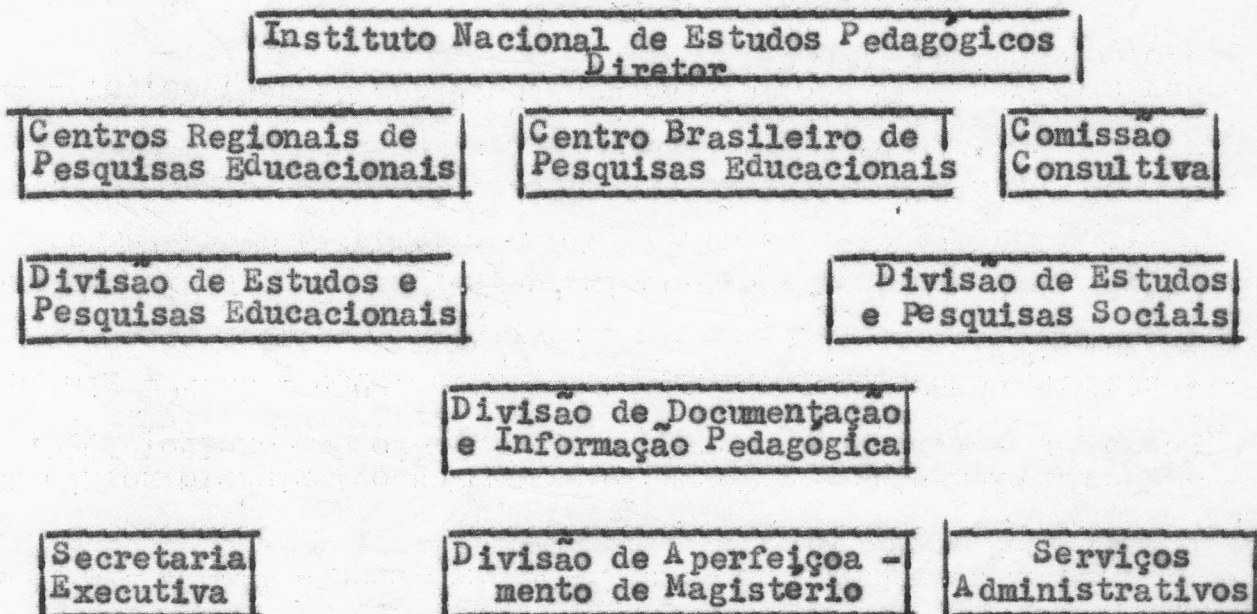 Instituto Nacional de Estudos Pedagógicos
Diretor
Centros Regionais de
Pesquisas Educacionais
Centro Brasileiro de
Pesquisas Educacionais
Comissão
Consultiva
Divisão de Estudos e
Pesquisas Educacionais
Divisão de Estudos
e Pesquisas Sociais
Divisão de Documentação
e Informação Pedagógica
Secretaria
Executiva
Divisão de Aperfeiçoa -
mento de Magistério
Serviços
Administrativos